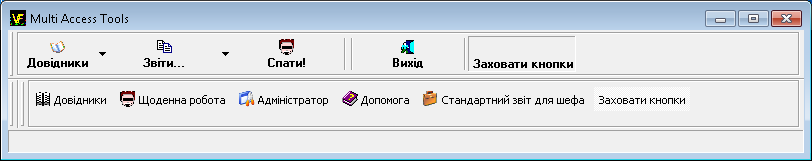 Multi Access Tools
Довідники Звіти... Спати! Вихід Заховати кнопки
Довідники Щоденна робота Адміністратор Допомога Стандартний звіт для шефа Заховати кнопки